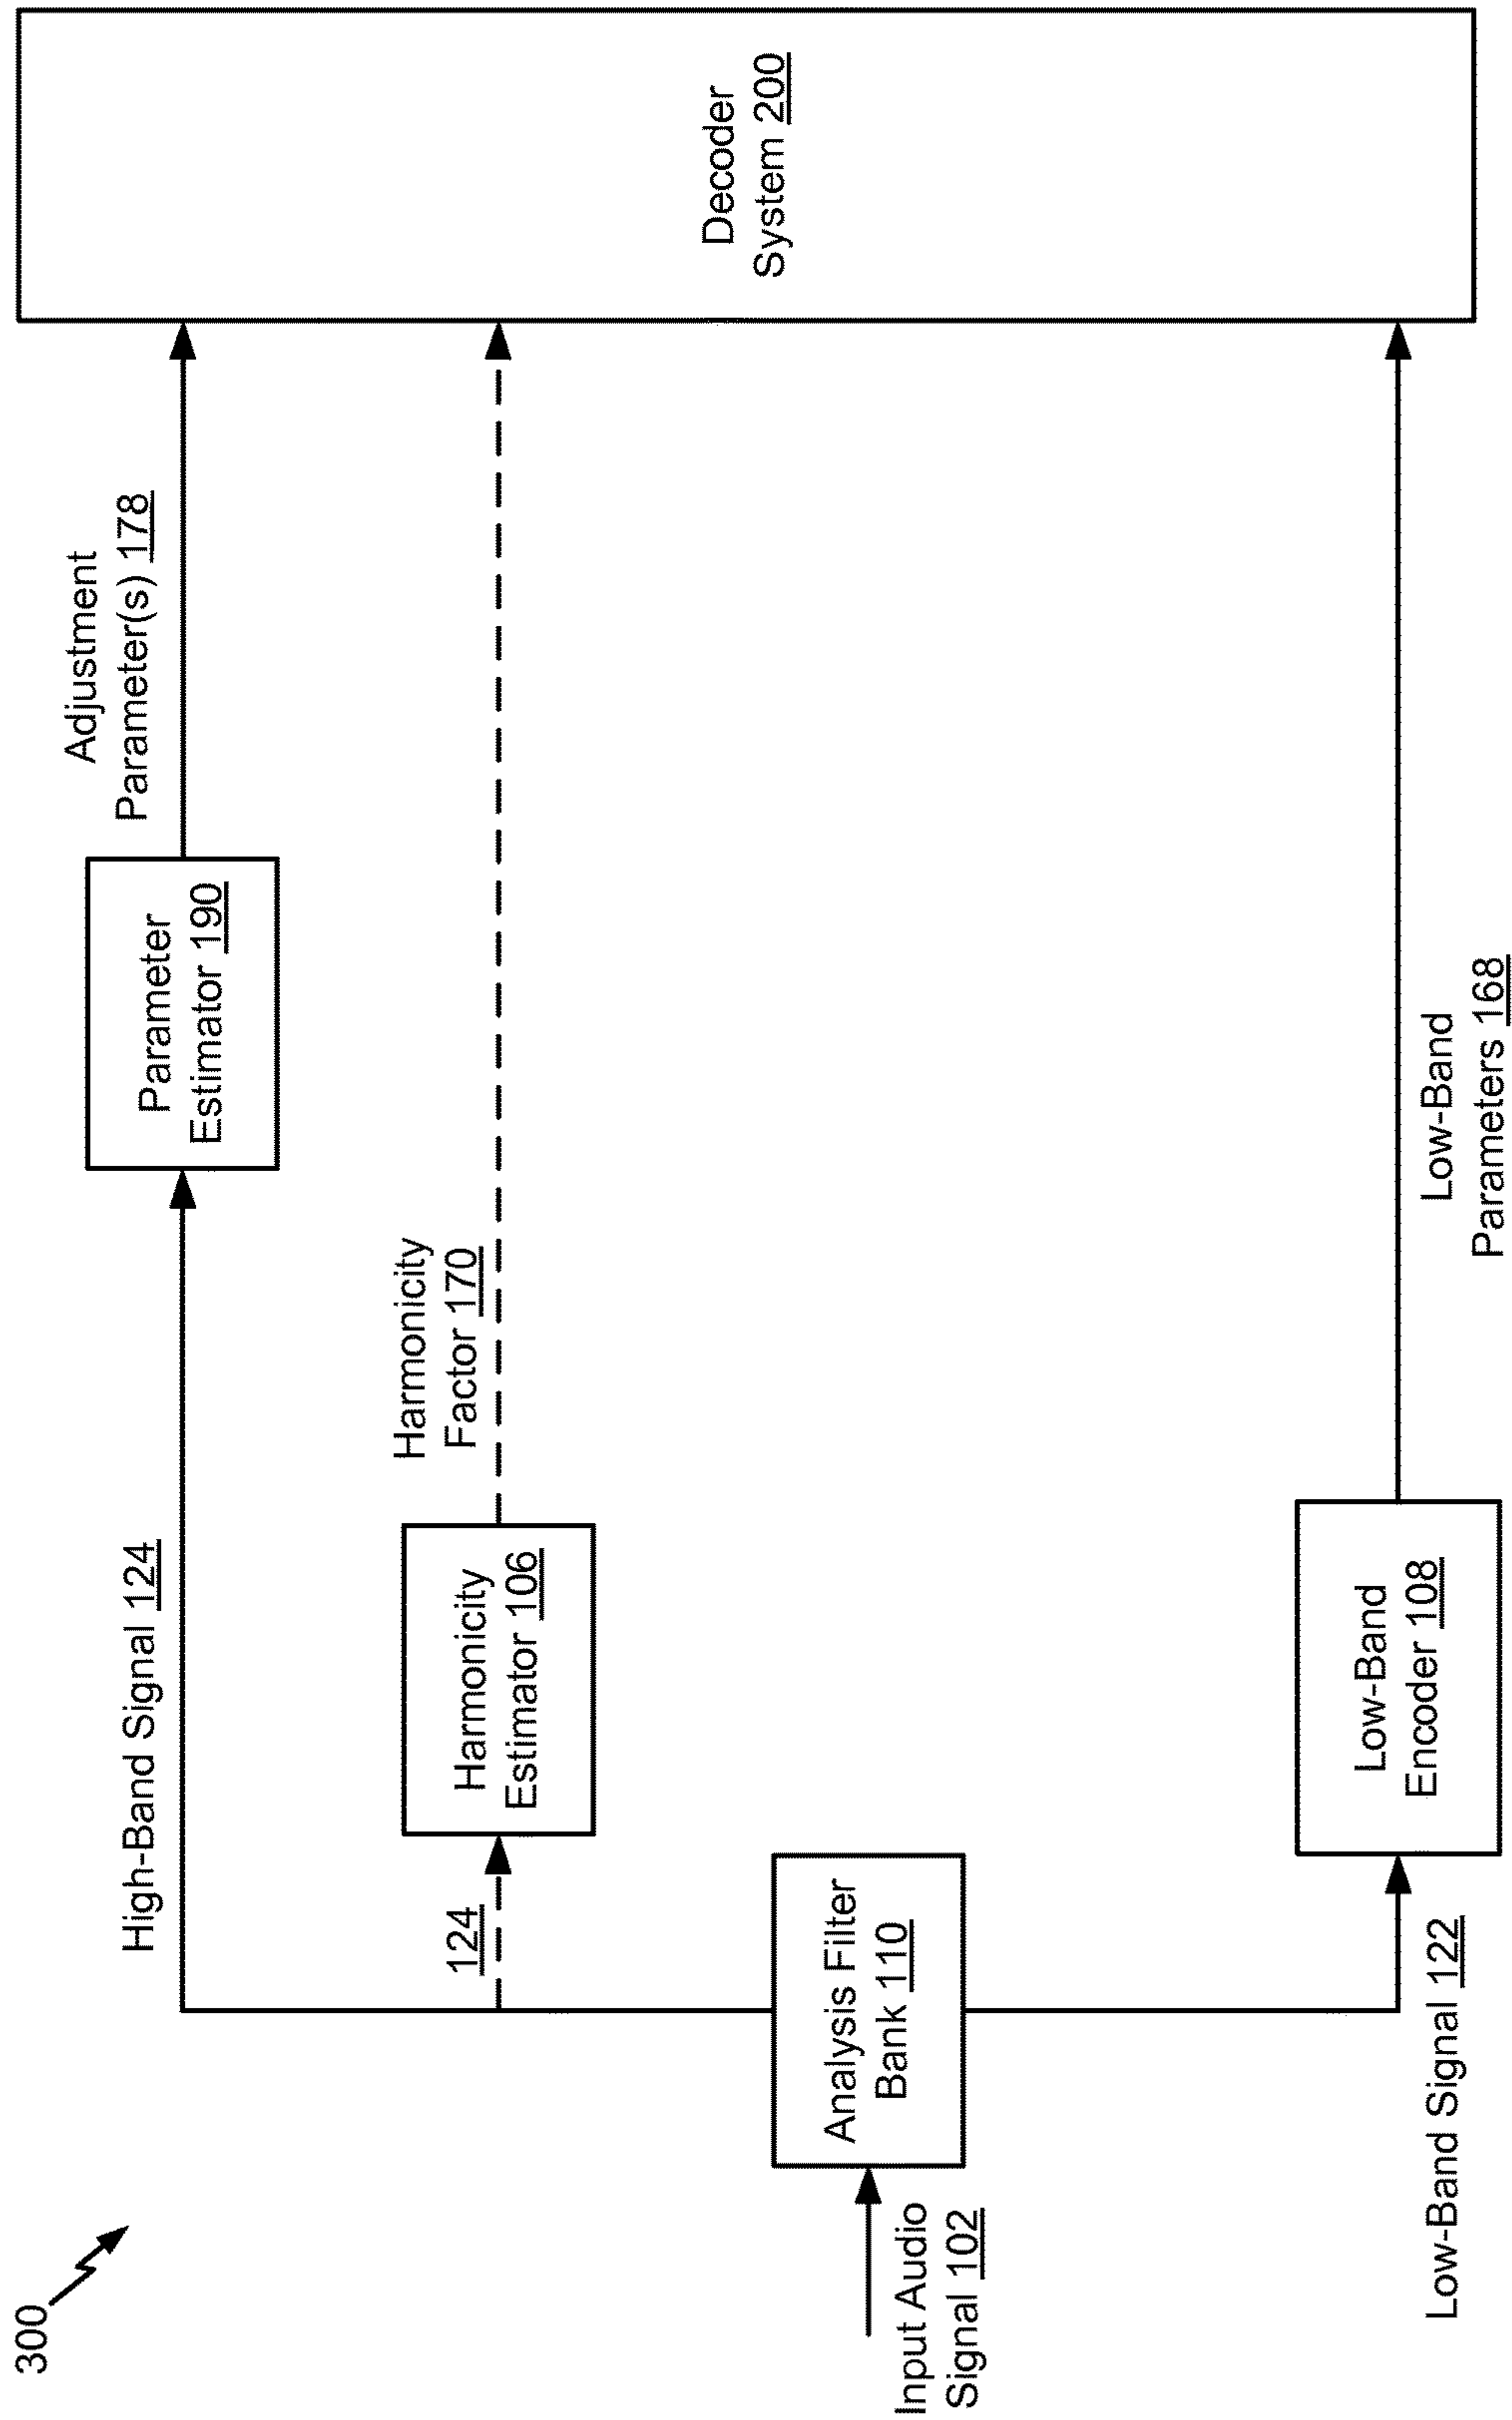 300
High-Band Signal 124
Parameter
Estimator 190
Adjustment
Parameter(s) 178
124
Harmonicity
Estimator 106
Harmonicity
Factor 170
Input Audio
Signal 102
Analysis Filter
Bank 110
Decoder
System 200
Low-Band Signal 122
Low-Band
Encoder 108
Low-Band
Parameters 168